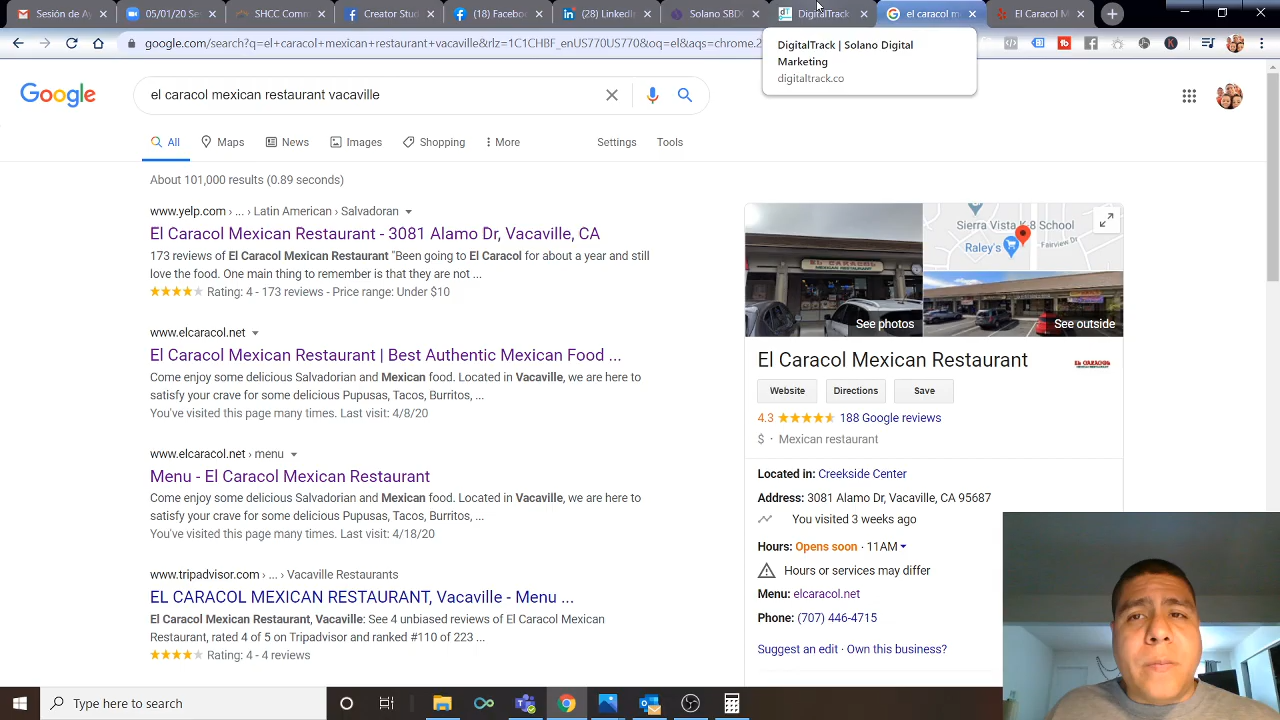 Sesión de Ay
05/01/20 Ses
SHCC Commu
Creator Stud
(18) Facebo
(28) LinkedIn
Solano SBDC
DigitalTrack
el caracol m
El Caracol M
google.com/search?q=el+caracol+mexican+restaurant+vacaville&rlz=1C1CHBF_enUS770US770&oq=el&aqs=chrome.2
DigitalTrack | Solano Digital
Marketing
digitaltrack.co
Google
el caracol mexican restaurant vacaville
All Maps News Images Shopping More Settings Tools
About 101,000 results (0.89 seconds)
www.yelp.com › ... › Latin American › Salvadoran
El Caracol Mexican Restaurant - 3081 Alamo Dr, Vacaville, CA
173 reviews of El Caracol Mexican Restaurant "Been going to El Caracol for about a year and still
love the food. One main thing to remember is that they are not ...
Rating: 4 - 173 reviews - Price range: Under $10
www.elcaracol.net
El Caracol Mexican Restaurant | Best Authentic Mexican Food ...
Come enjoy some delicious Salvadorian and Mexican food. Located in Vacaville, we are here to
satisfy your crave for some delicious Pupusas, Tacos, Burritos, ...
You've visited this page many times. Last visit: 4/8/20
www.elcaracol.net › menu
Menu - El Caracol Mexican Restaurant
Come enjoy some delicious Salvadorian and Mexican food. Located in Vacaville, we are here to
satisfy your crave for some delicious Pupusas, Tacos, Burritos, ...
You've visited this page many times. Last visit: 4/18/20
www.tripadvisor.com › ... › Vacaville Restaurants
EL CARACOL MEXICAN RESTAURANT, Vacaville - Menu ...
El Caracol Mexican Restaurant, Vacaville: See 4 unbiased reviews of El Caracol Mexican
Restaurant, rated 4 of 5 on Tripadvisor and ranked #110 of 223 ...
Rating: 4 - 4 reviews
EL CARACOL
MEXICAN RESTAURANT
See photos
Sierra Vista K-8
School
Raley's
Fairview Dr
See outside
El Caracol Mexican Restaurant
EL CARACOL
Website Directions Save
4.3 188 Google reviews
$ · Mexican restaurant
Located in: Creekside Center
Address: 3081 Alamo Dr, Vacaville, CA 95687
You visited 3 weeks ago
Hours: Opens soon · 11AM
Hours or services may differ
Menu: elcaracol.net
Phone: (707) 446-4715
Suggest an edit · Own this business?
Type here to search